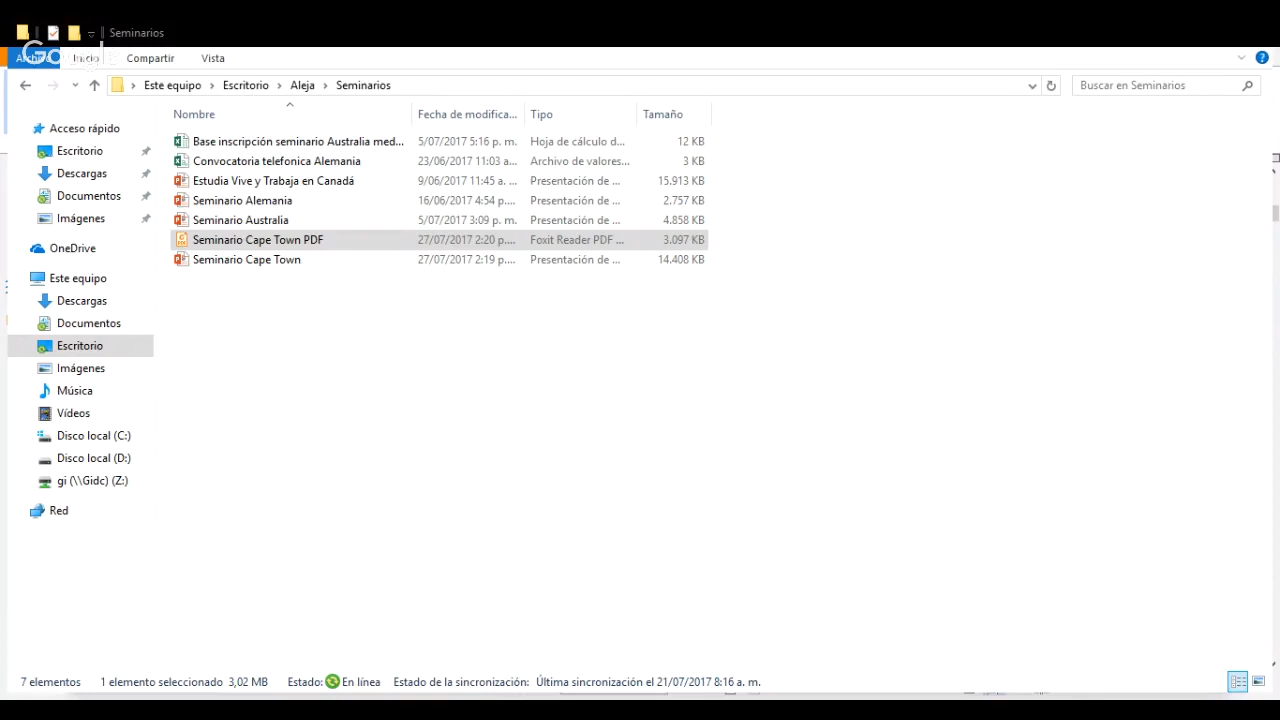 Seminarios
Google
Archivo Inicio Compartir Vista
Este equipo Escritorio Aleja Seminarios
Buscar en Seminarios
Nombre Fecha de modifica... Tipo Tamaño
Base inscripción seminario Australia med... 5/07/2017 5:16 p. m. Hoja de cálculo d... 12 KB
Convocatoria telefonica Alemania 23/06/2017 11:03 a... Archivo de valores... 3 KB
Estudia Vive y Trabaja en Canadá 9/06/2017 11:45 a. ... Presentación de ... 15.913 KB
Seminario Alemania 16/06/2017 4:54 p.... Presentación de ... 2.757 KB
Seminario Australia 5/07/2017 3:09 p. m. Presentación de ... 4.858 KB
Seminario Cape Town PDF 27/07/2017 2:20 p.... Foxit Reader PDF ... 3.097 KB
Seminario Cape Town 27/07/2017 2:19 p.... Presentación de ... 14.408 KB
Acceso rápido
Escritorio
Descargas
Documentos
Imágenes
OneDrive
Este equipo
Descargas
Documentos
Escritorio
Imágenes
Música
Vídeos
Disco local (C:)
Disco local (D:)
gi (\\Gidc) (Z:)
Red
7 elementos 1 elemento seleccionado 3,02 MB Estado: En línea Estado de la sincronización: Última sincronización el 21/07/2017 8:16 a. m.